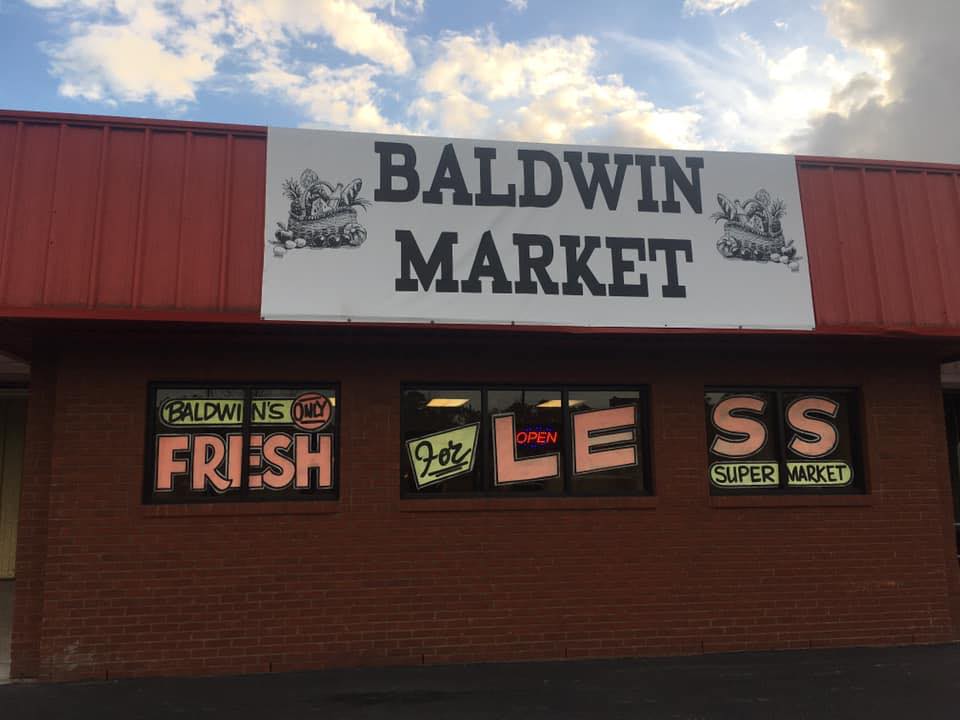 BALDWIN
MARKET
BALDWIN'S ONLY
FRESH
For
LESS
OPEN
SUPER MARKET